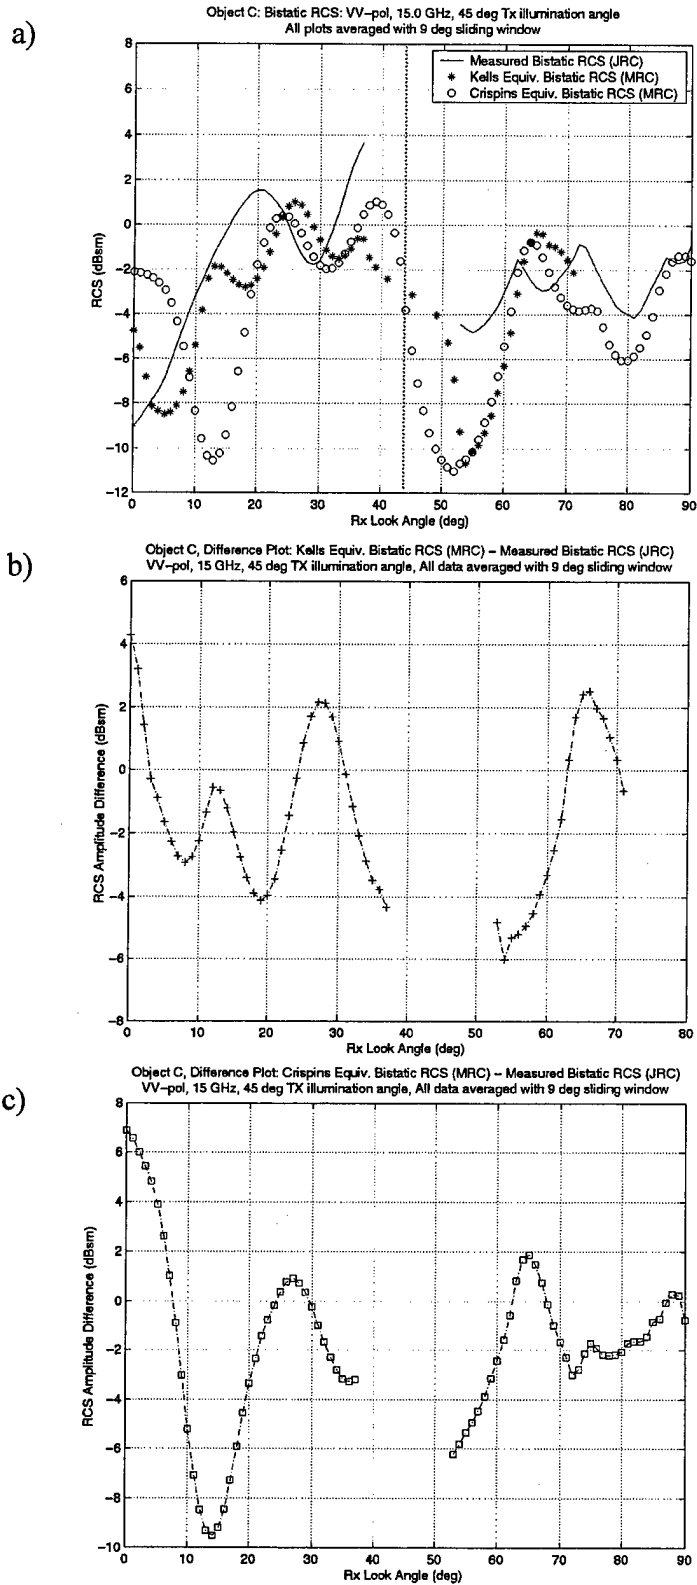 a)
Object C: Bistatic RCS: VV-pol, 15.0 GHz, 45 deg Tx illumination angle
All plots averaged with 9 deg sliding window
Measured Bistatic RCS (JRC)
Kells Equiv. Bistatic RCS (MRC)
Crispins Equiv. Bistatic RCS (MRC)
8
6
4
2
0
-2
-4
-6
-8
-10
-12
RCS (dBsm)
0 10 20 30 40 50 60 70 80 90
Rx Look Angle (deg)
b)
Object C, Difference Plot: Kells Equiv. Bistatic RCS (MRC) - Measured Bistatic RCS (JRC)
VV-pol, 15 GHz, 45 deg TX illumination angle, All data averaged with 9 deg sliding window
6
4
2
0
-2
-4
-6
-8
RCS Amplitude Difference (dBsm)
0 10 20 30 40 50 60 70 80
Rx Look Angle (deg)
c)
Object C, Difference Plot: Crispins Equiv. Bistatic RCS (MRC) - Measured Bistatic RCS (JRC)
VV-pol, 15 GHz, 45 deg TX illumination angle, All data averaged with 9 deg sliding window
8
6
4
2
0
-2
-4
-6
-8
-10
RCS Amplitude Difference (dBsm)
0 10 20 30 40 50 60 70 80 90
Rx Look Angle (deg)